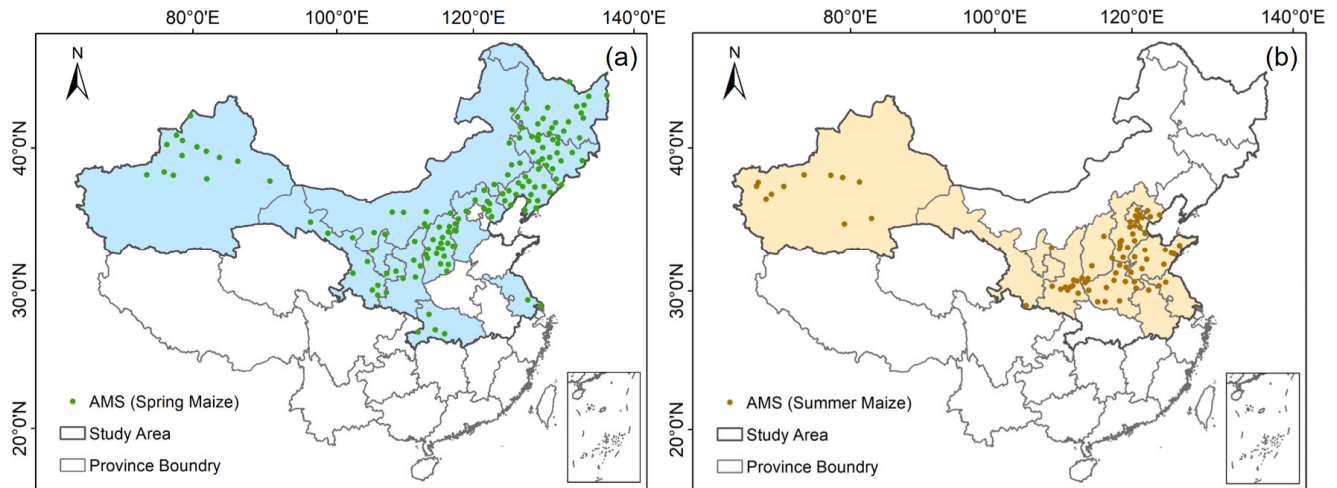 80°0'E 100°0'E 120°0'E 140°0'E
N
(a)
40°0'N
30°0'N
20°0'N
AMS (Spring Maize)
Study Area
Province Boundry
80°0'E 100°0'E 120°0'E 140°0'E
N
(b)
40°0'N
30°0'N
20°0'N
AMS (Summer Maize)
Study Area
Province Boundry